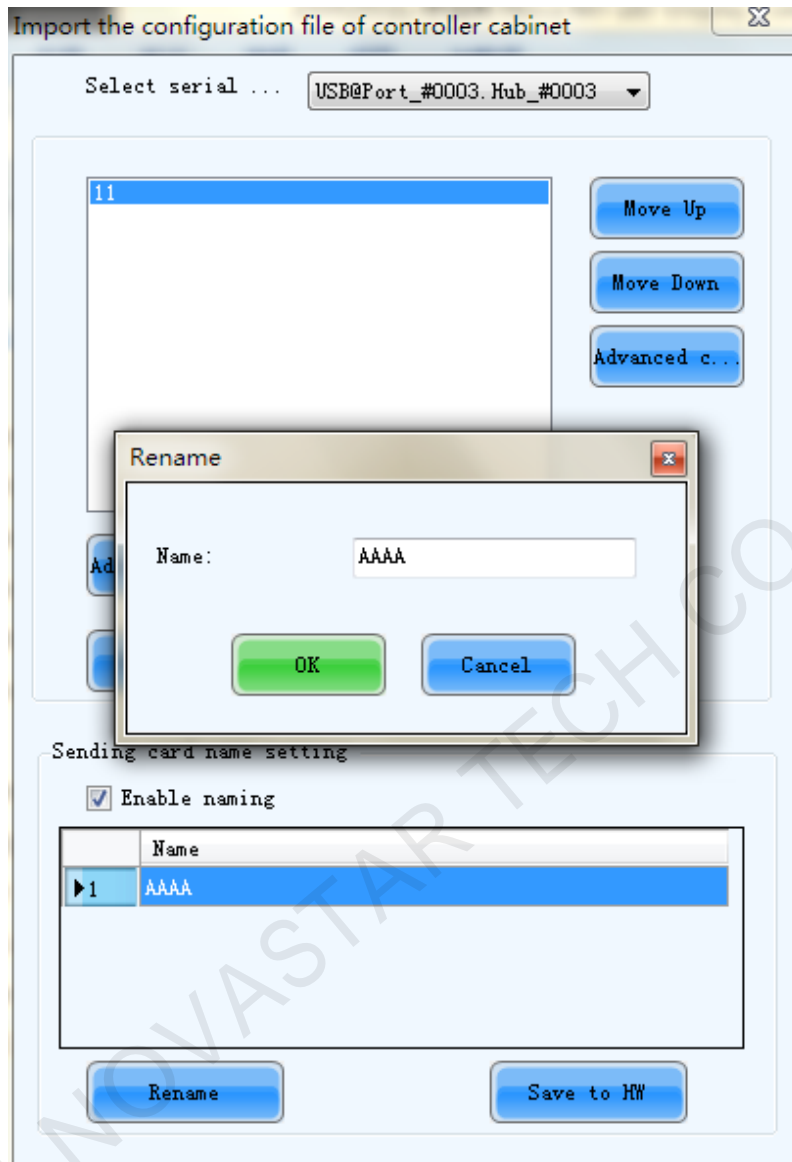 Import the configuration file of controller cabinet
Select serial ... USB@Port_#0003.Hub_#0003
11
Move Up
Move Down
Advanced c...
Rename
Ad
Name: AAAA
OK Cancel
Sending card name setting
Enable naming
Name
1 AAAA
Rename Save to HW
NOVASTAR TECH CO